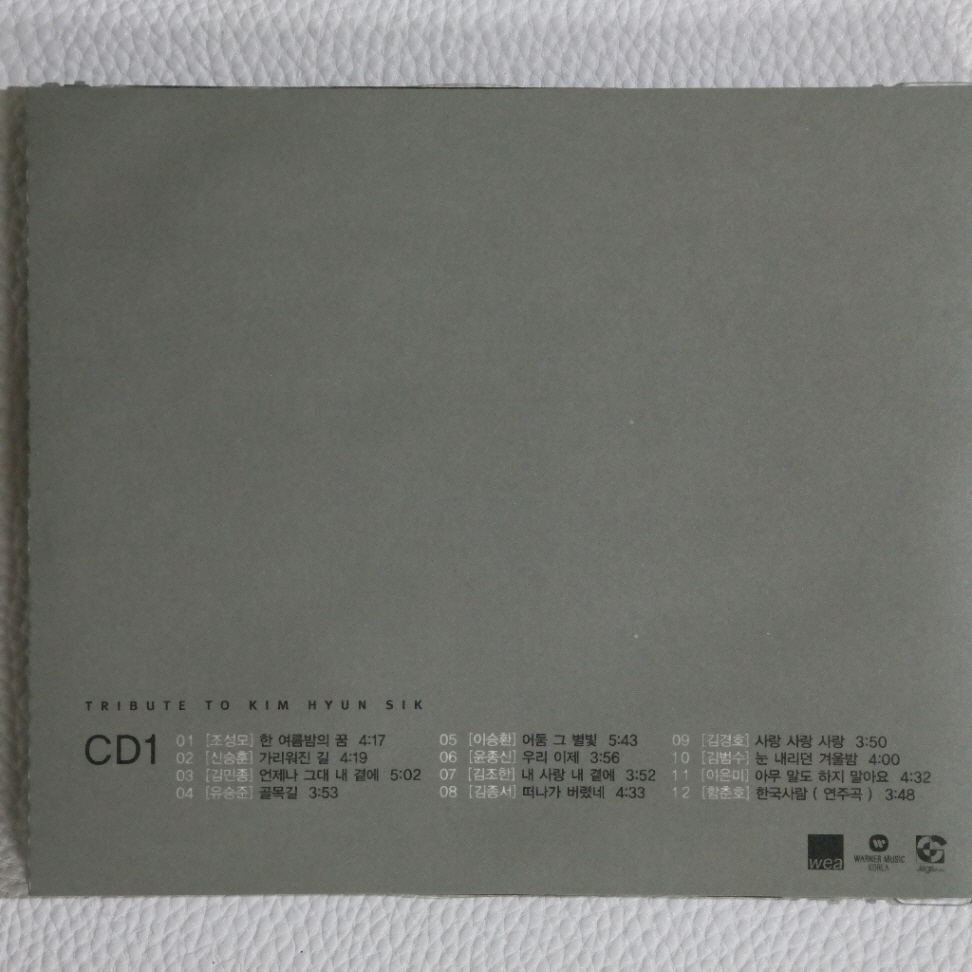 TRIBUTE TO KIM HYUN SIK
CD1
01 [조성모] 한 여름밤의 꿈 4:17
02 [신승훈] 가리워진 길 4:19
03 [김민종] 언제나 그대 내 곁에 5:02
04 [유승준] 골목길 3:53
05 [이승환] 어둠 그 별빛 5:43
06 [윤종신] 우리 이제 3:56
07 [김조한] 내 사랑 내 곁에 3:52
08 [김종서] 떠나가 버렸네 4:33
09 [김경호] 사랑 사랑 사랑 3:50
10 [김범수] 눈 내리던 겨울밤 4:00
11 [이은미] 아무 말도 하지 말아요 4:32
12 [함춘호] 한국사람 ( 연주곡 ) 3:48
wea
WARNER MUSIC
KOREA